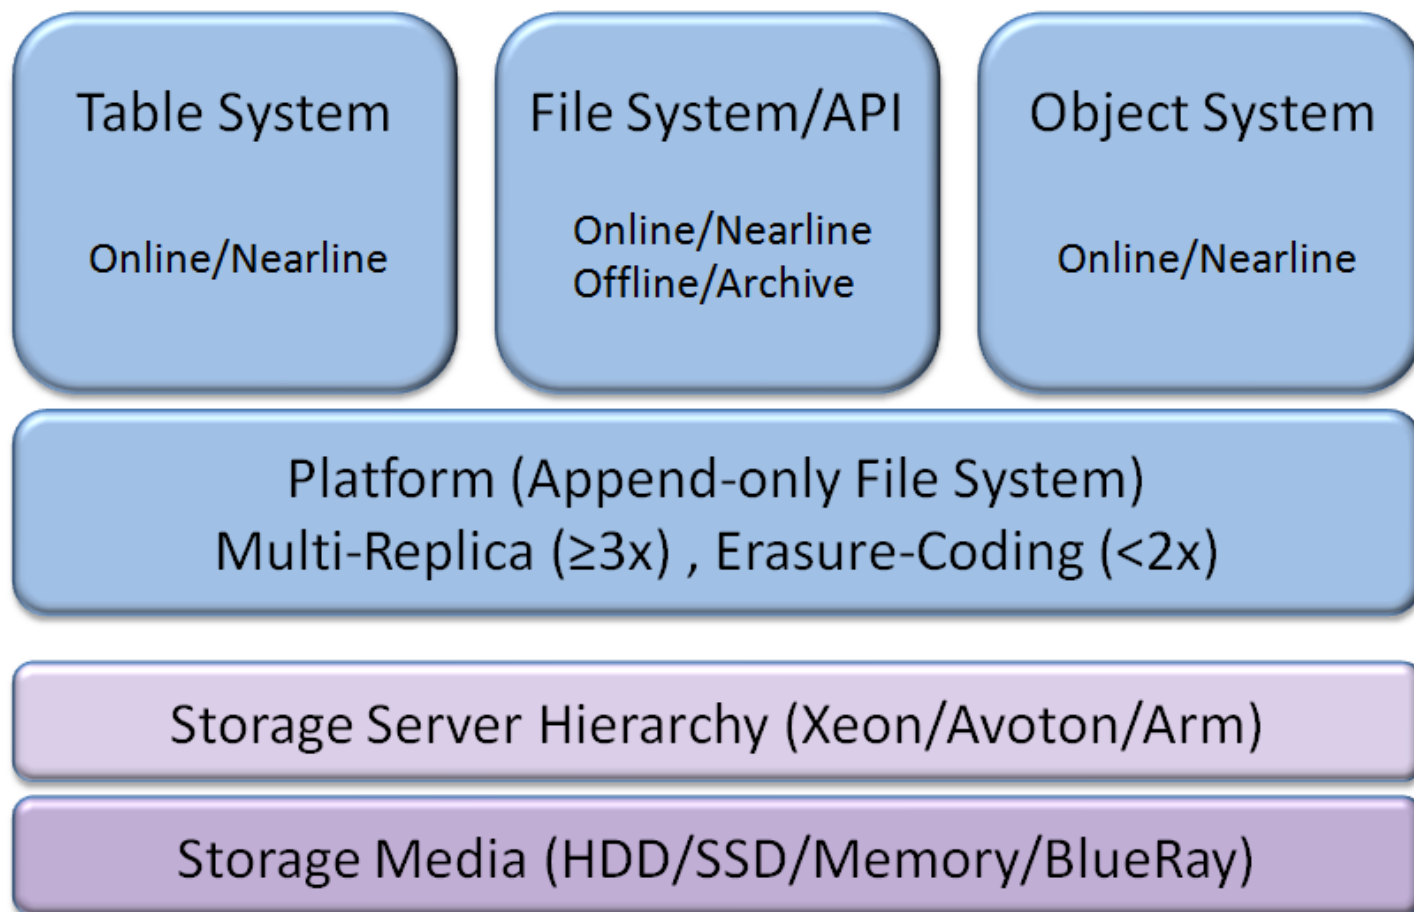 Table System
Online/Nearline
File System/API
Online/Nearline
Offline/Archive
Object System
Online/Nearline
Platform (Append-only File System)
Multi-Replica (≥3x) , Erasure-Coding (<2x)
Storage Server Hierarchy (Xeon/Avoton/Arm)
Storage Media (HDD/SSD/Memory/BlueRay)